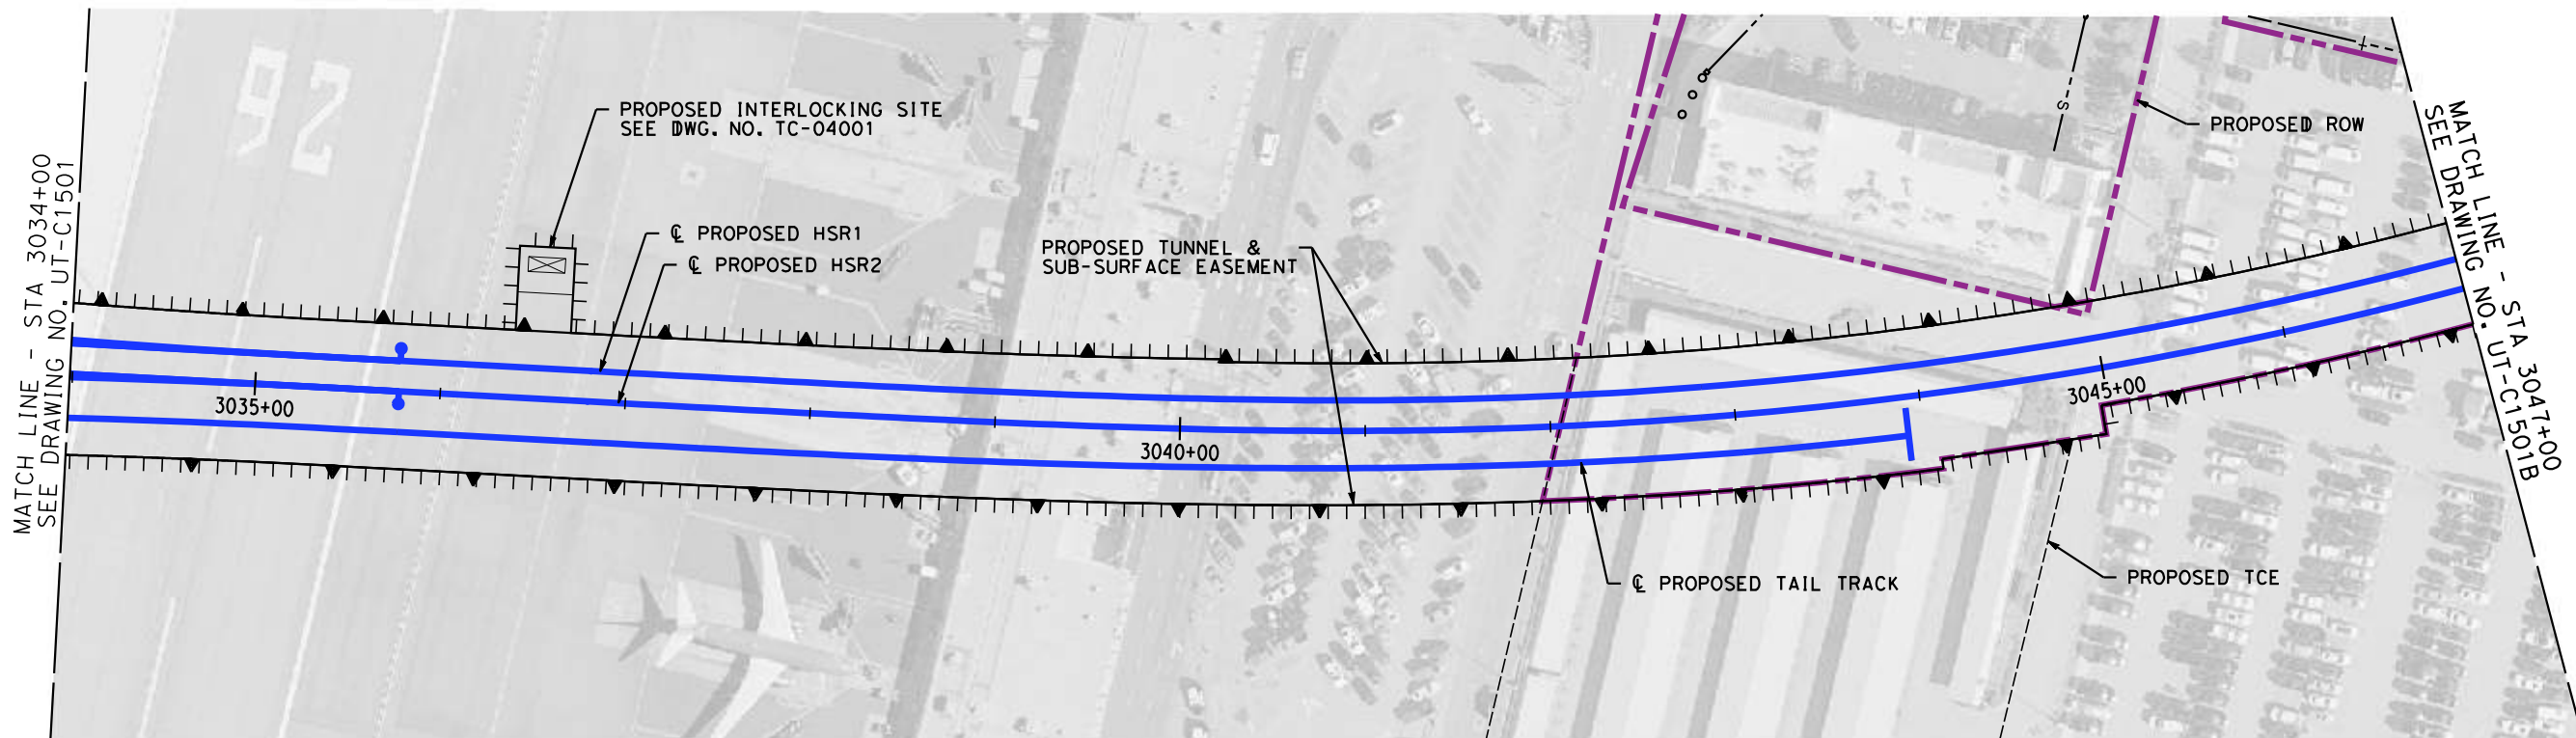 MATCH LINE - STA 3034+00
SEE DRAWING NO. UT-C1501
26
PROPOSED INTERLOCKING SITE
SEE DWG. NO. TC-04001
℄ PROPOSED HSR1
℄ PROPOSED HSR2
PROPOSED TUNNEL &
SUB-SURFACE EASEMENT
S
PROPOSED ROW
MATCH LINE - STA 3047+00
SEE DRAWING NO. UT-C1501B
3035+00
3040+00
3045+00
℄ PROPOSED TAIL TRACK
PROPOSED TCE